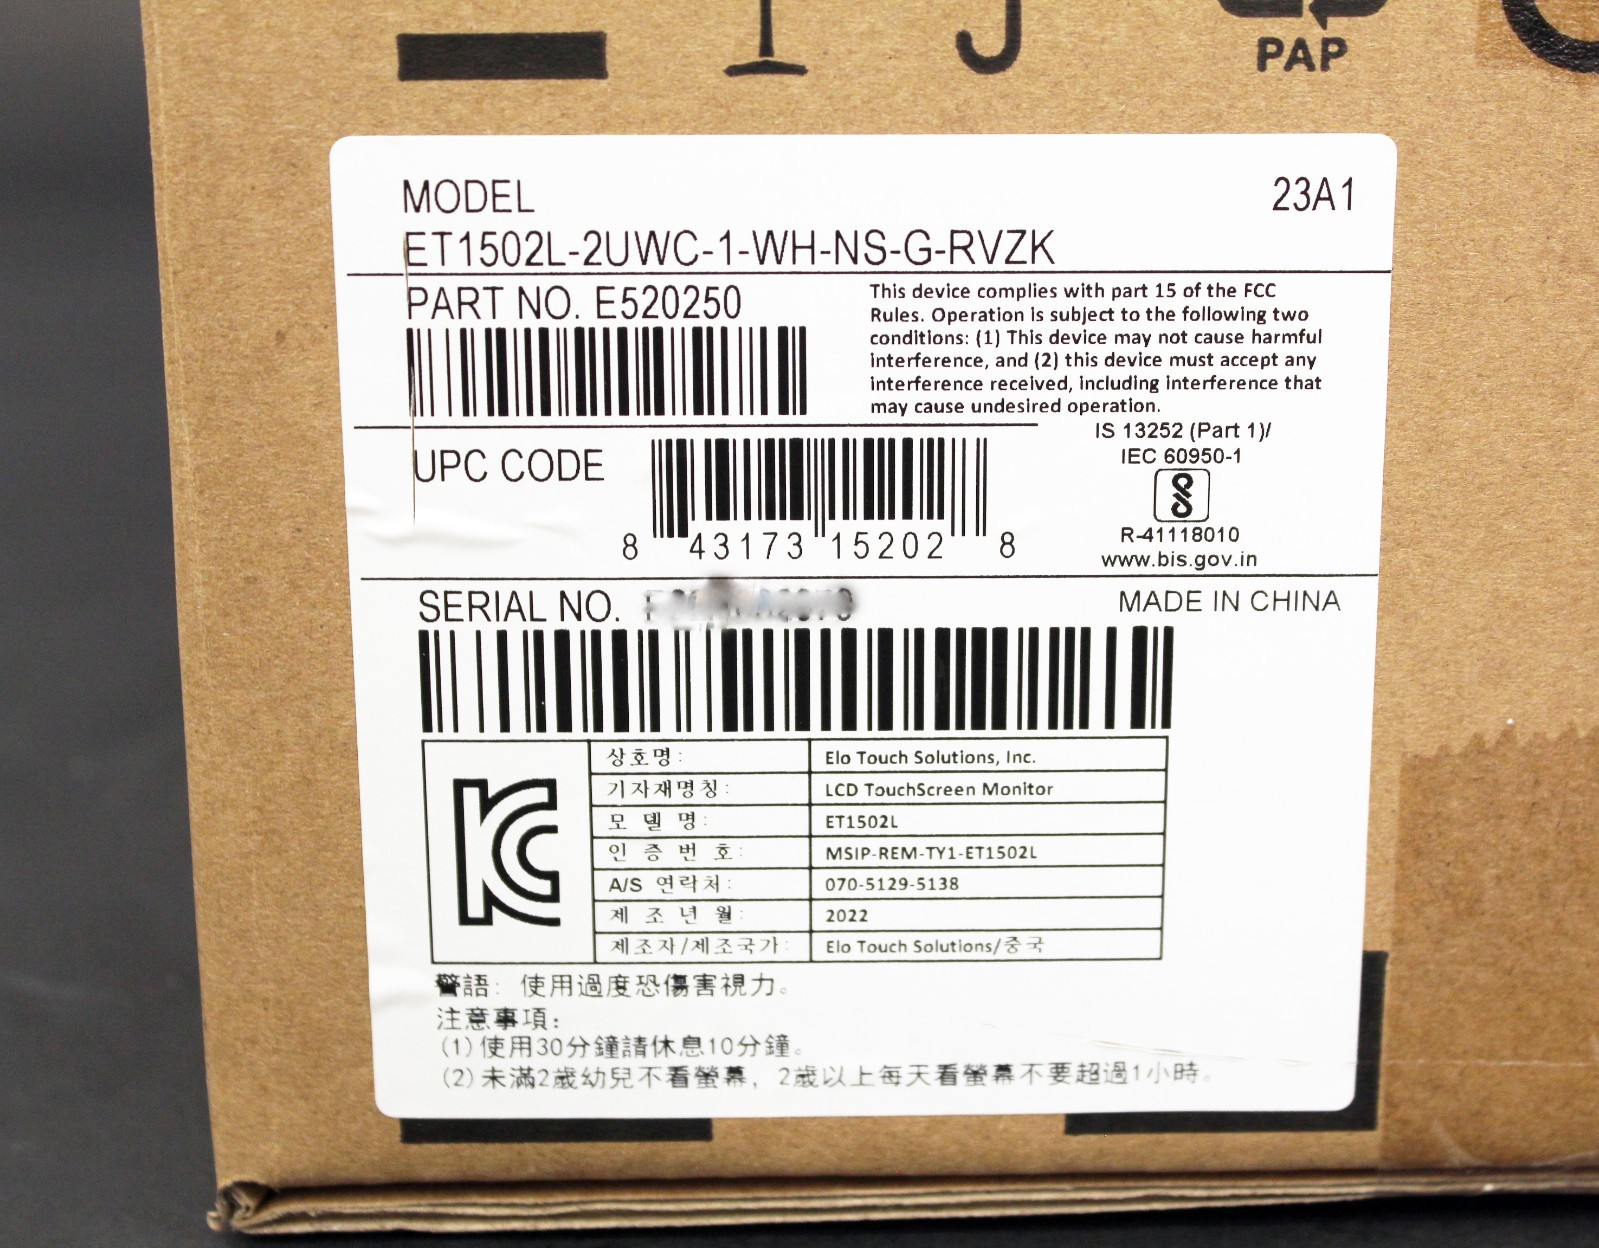 PAP
MODEL
23A1
ET1502L-2UWC-1-WH-NS-G-RVZK
PART NO. E520250
This device complies with part 15 of the FCC
Rules. Operation is subject to the following two
conditions: (1) This device may not cause harmful
interference, and (2) this device must accept any
interference received, including interference that
may cause undesired operation.
IS 13252 (Part 1)/
IEC 60950-1
R-41118010
www.bis.gov.in
UPC CODE
8 43173 15202 8
SERIAL NO.
MADE IN CHINA
상호명: Elo Touch Solutions, Inc.
기자재명칭: LCD TouchScreen Monitor
모 델 명: ET1502L
인 증 번 호: MSIP-REM-TY1-ET1502L
A/S 연락처: 070-5129-5138
제 조 년 월: 2022
제조자/제조국가: Elo Touch Solutions/중국
警語: 使用過度恐傷害視力。
注意事項:
(1)使用30分鐘請休息10分鐘。
(2)未滿2歲幼兒不看螢幕, 2歲以上每天看螢幕不要超過1小時。